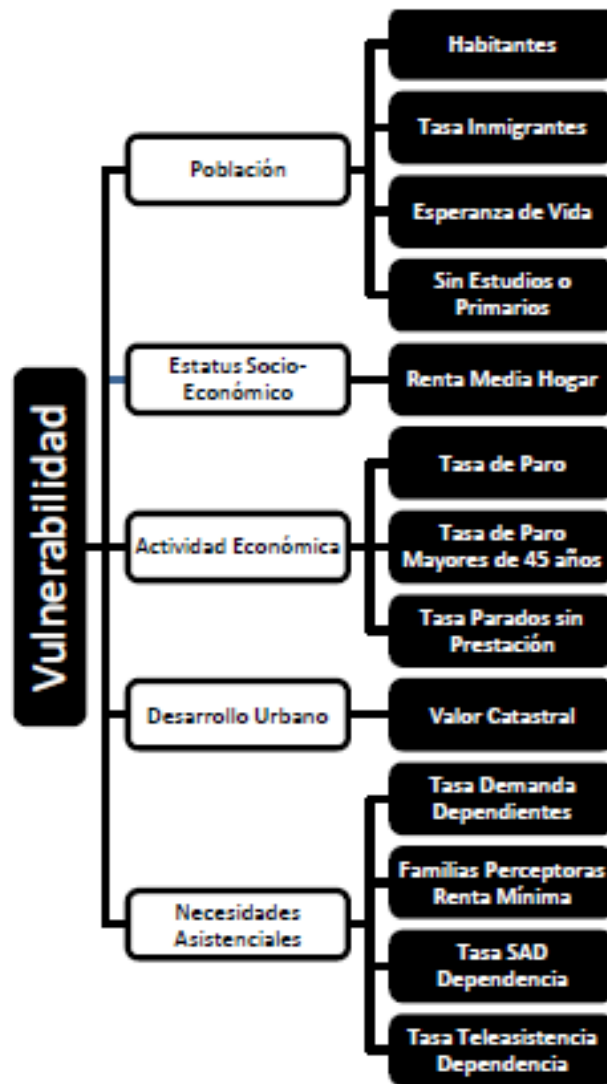 Vulnerabilidad
Población
Habitantes
Tasa Inmigrantes
Esperanza de Vida
Sin Estudios o
Primarios
Estatus Socio-
Económico
Renta Media Hogar
Actividad Económica
Tasa de Paro
Tasa de Paro
Mayores de 45 años
Tasa Parados sin
Prestación
Desarrollo Urbano
Valor Catastral
Necesidades
Asistenciales
Tasa Demanda
Dependientes
Familias Perceptoras
Renta Mínima
Tasa SAD
Dependencia
Tasa Teleasistencia
Dependencia